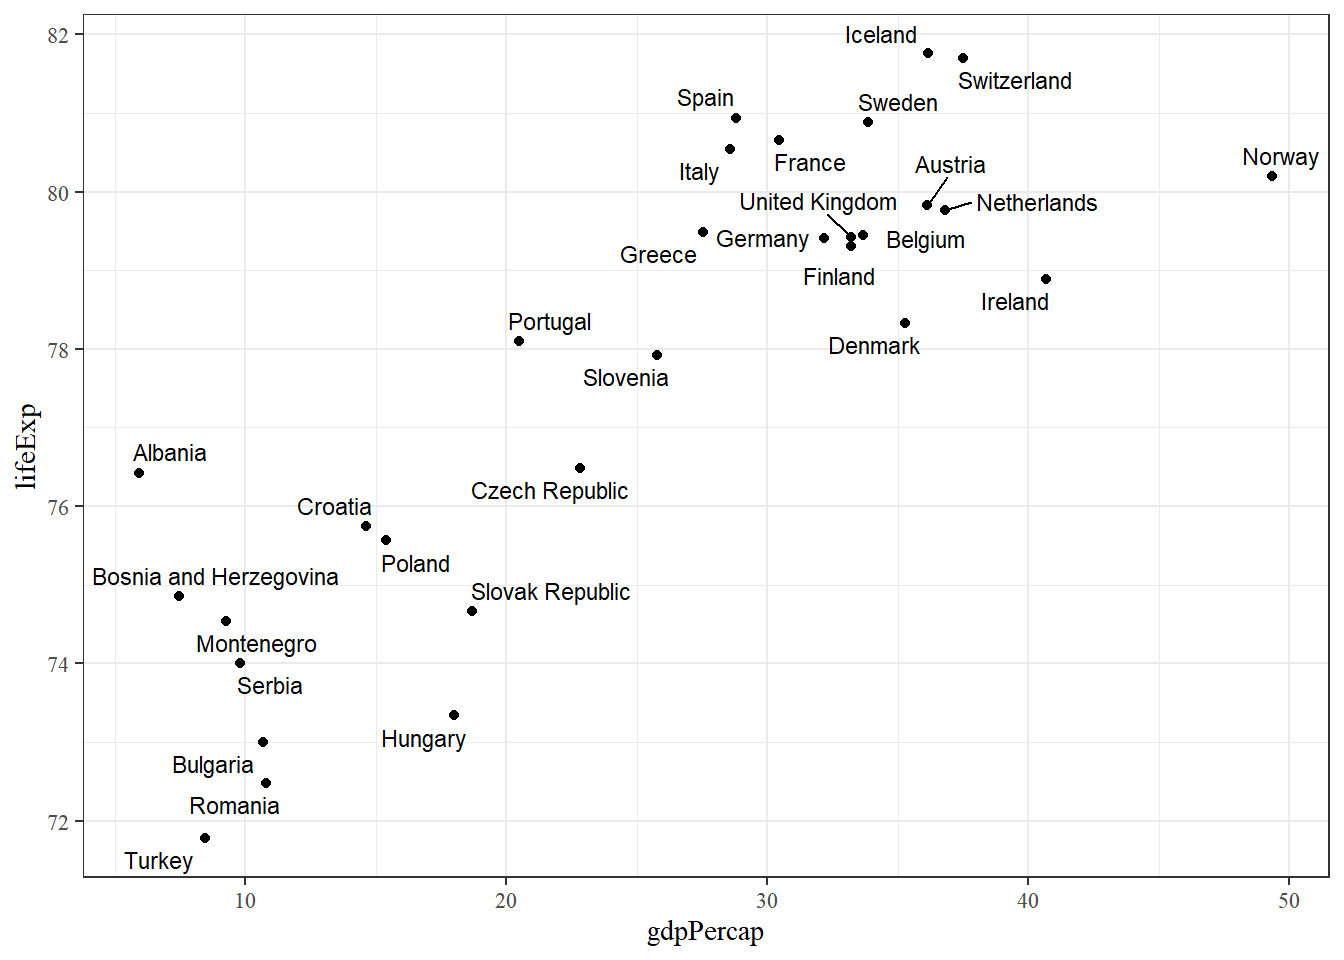 82
80
78
76
74
72
lifeExp
Iceland
Switzerland
Spain
Sweden
Italy
France
Austria
Norway
United Kingdom
Netherlands
Germany
Belgium
Greece
Finland
Ireland
Portugal
Denmark
Slovenia
Albania
Czech Republic
Croatia
Poland
Bosnia and Herzegovina
Slovak Republic
Montenegro
Serbia
Hungary
Bulgaria
Romania
Turkey
10
20
30
40
50
gdpPercap